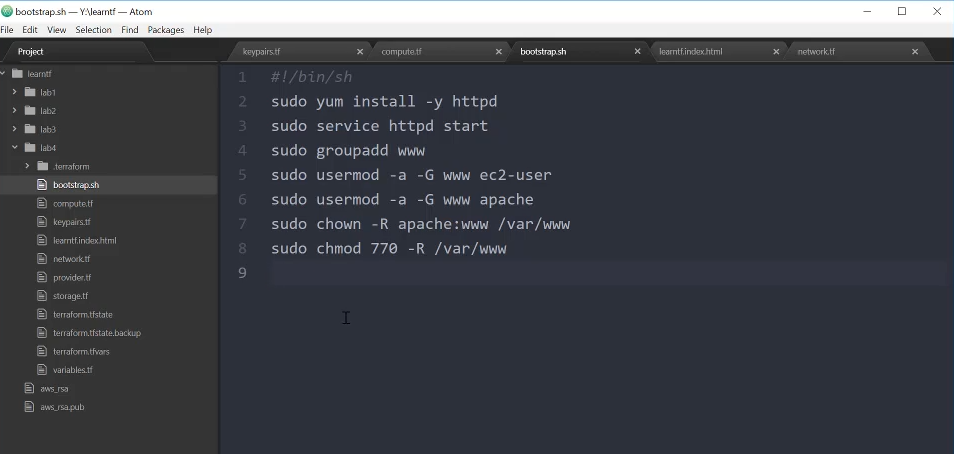 bootstrap.sh — Y:\learntf — Atom
File Edit View Selection Find Packages Help
Project
keypairs.tf compute.tf bootstrap.sh learntf.index.html network.tf
learntf
lab1
lab2
lab3
lab4
.terraform
bootstrap.sh
compute.tf
keypairs.tf
learntf.index.html
network.tf
provider.tf
storage.tf
terraform.tfstate
terraform.tfstate.backup
terraform.tfvars
variables.tf
aws_rsa
aws_rsa.pub
1 #!/bin/sh
2 sudo yum install -y httpd
3 sudo service httpd start
4 sudo groupadd www
5 sudo usermod -a -G www ec2-user
6 sudo usermod -a -G www apache
7 sudo chown -R apache:www /var/www
8 sudo chmod 770 -R /var/www
9